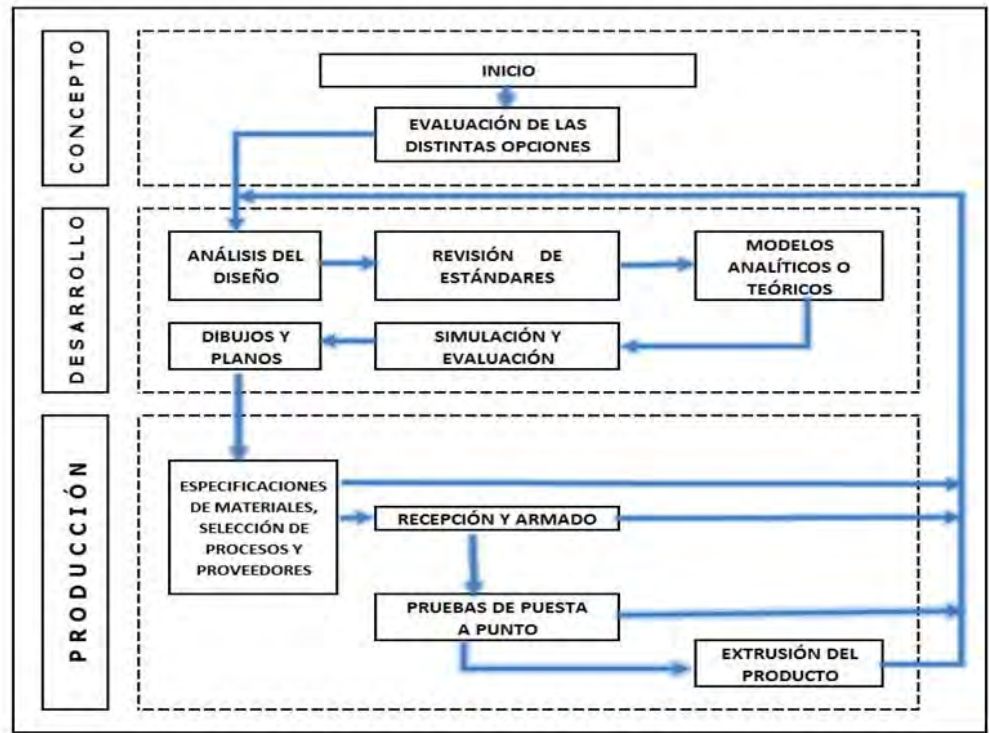 CONCEPTO
INICIO
EVALUACIÓN DE LAS
DISTINTAS OPCIONES
DESARROLLO
ANÁLISIS DEL
DISEÑO
REVISIÓN DE
ESTÁNDARES
MODELOS
ANALÍTICOS O
TEÓRICOS
DIBUJOS Y
PLANOS
SIMULACIÓN Y
EVALUACIÓN
PRODUCCIÓN
ESPECIFICACIONES
DE MATERIALES,
SELECCIÓN DE
PROCESOS Y
PROVEEDORES
RECEPCIÓN Y ARMADO
PRUEBAS DE PUESTA
A PUNTO
EXTRUSIÓN DEL
PRODUCTO